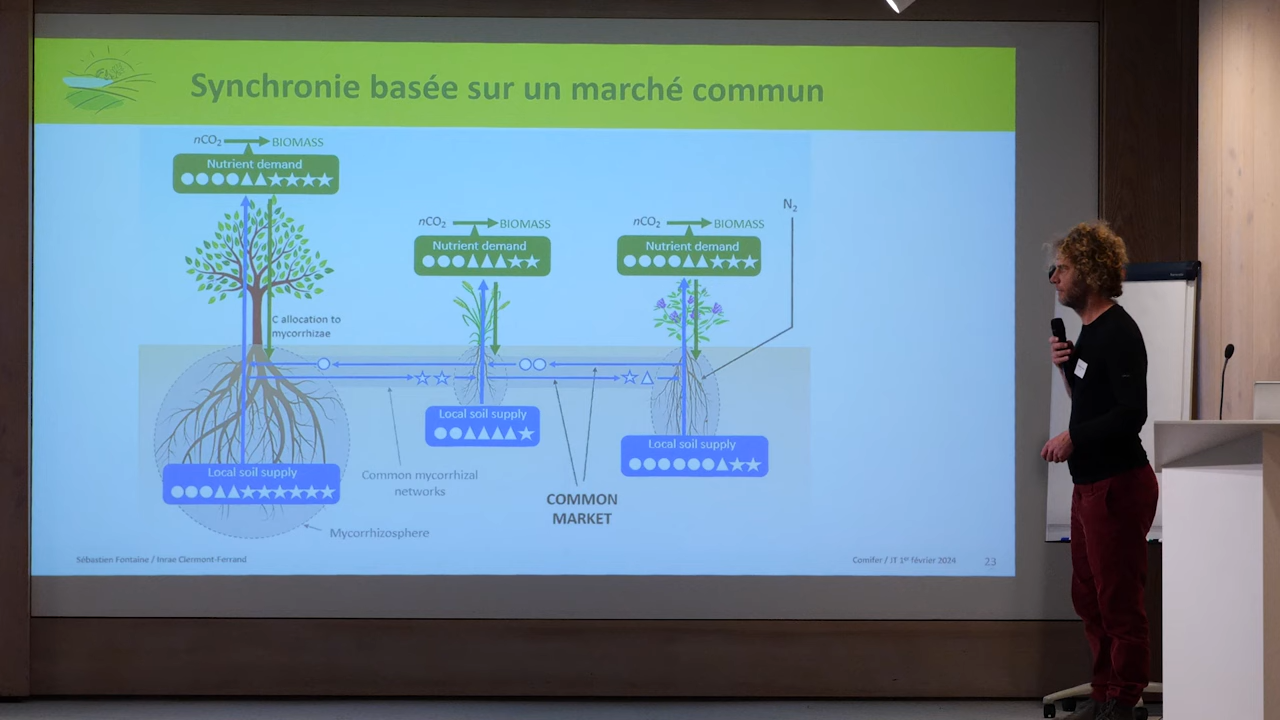 Synchronie basée sur un marché commun
nCO₂ BIOMASS
Nutrient demand
nCO₂ BIOMASS
Nutrient demand
nCO₂ BIOMASS
Nutrient demand
N₂
C allocation to
mycorrhizae
Local soil supply
Local soil supply
Local soil supply
Common mycorrhizal
networks
COMMON
MARKET
Mycorrhizosphere
Sébastien Fontaine / Inrae Clermont-Ferrand
Comifer / JT 1ᵉʳ février 2024
23